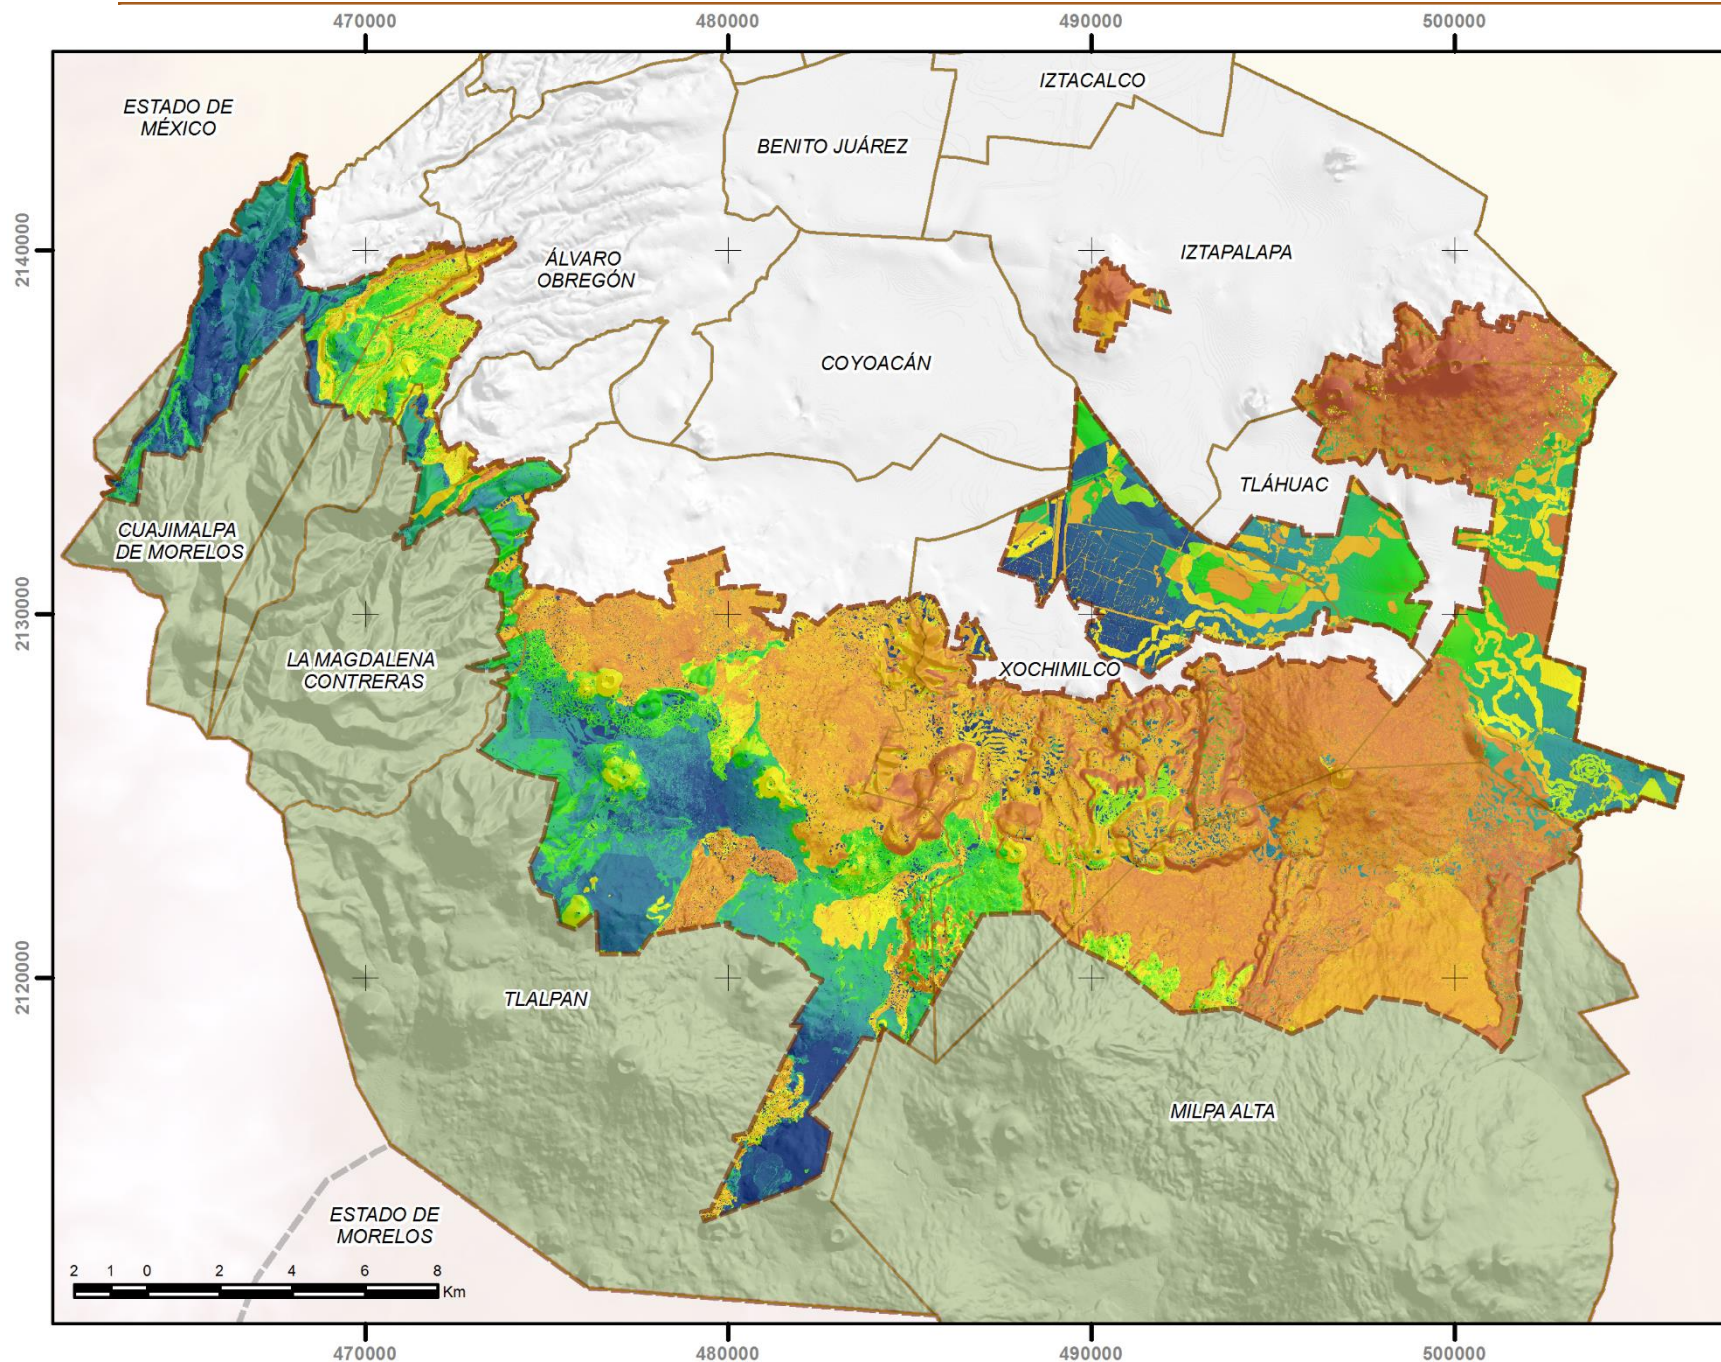 470000
480000
490000
500000
ESTADO DE
MÉXICO
IZTACALCO
BENITO JUÁREZ
2140000
ÁLVARO
OBREGÓN
IZTAPALAPA
COYOACÁN
TLÁHUAC
CUAJIMALPA
DE MORELOS
2130000
LA MAGDALENA
CONTRERAS
XOCHIMILCO
2120000
TLALPAN
MILPA ALTA
ESTADO DE
MORELOS
2 1 0 2 4 6 8
Km
470000
480000
490000
500000